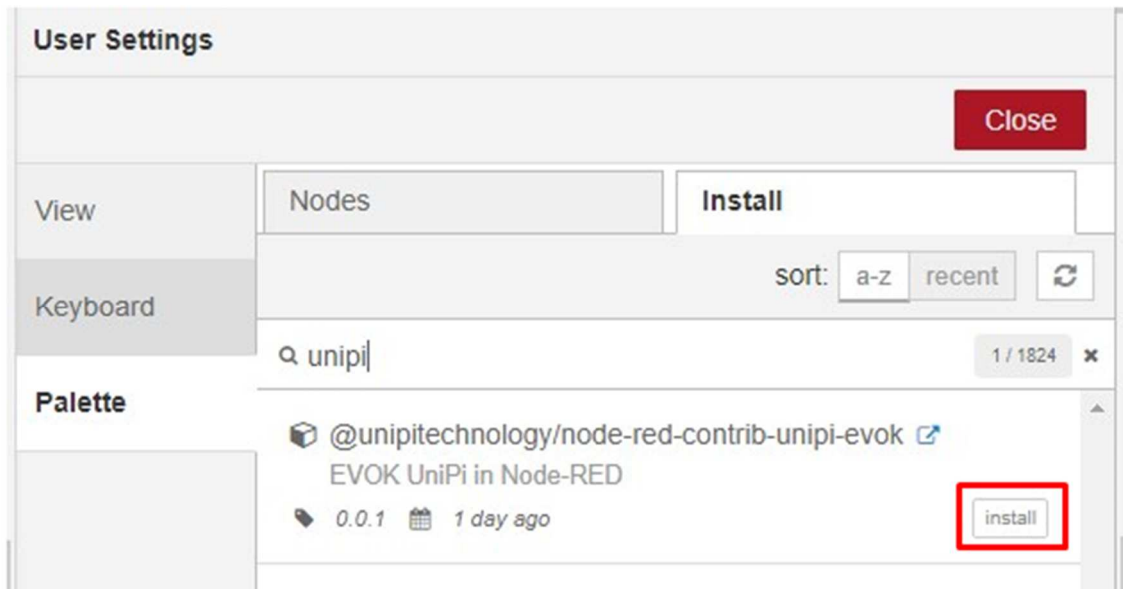 User Settings
Close
View
Nodes
Install
sort: a-z recent
Keyboard
unipi
1 / 1824
Palette
@unipitechnology/node-red-contrib-unipi-evok
EVOK UniPi in Node-RED
0.0.1 1 day ago
install